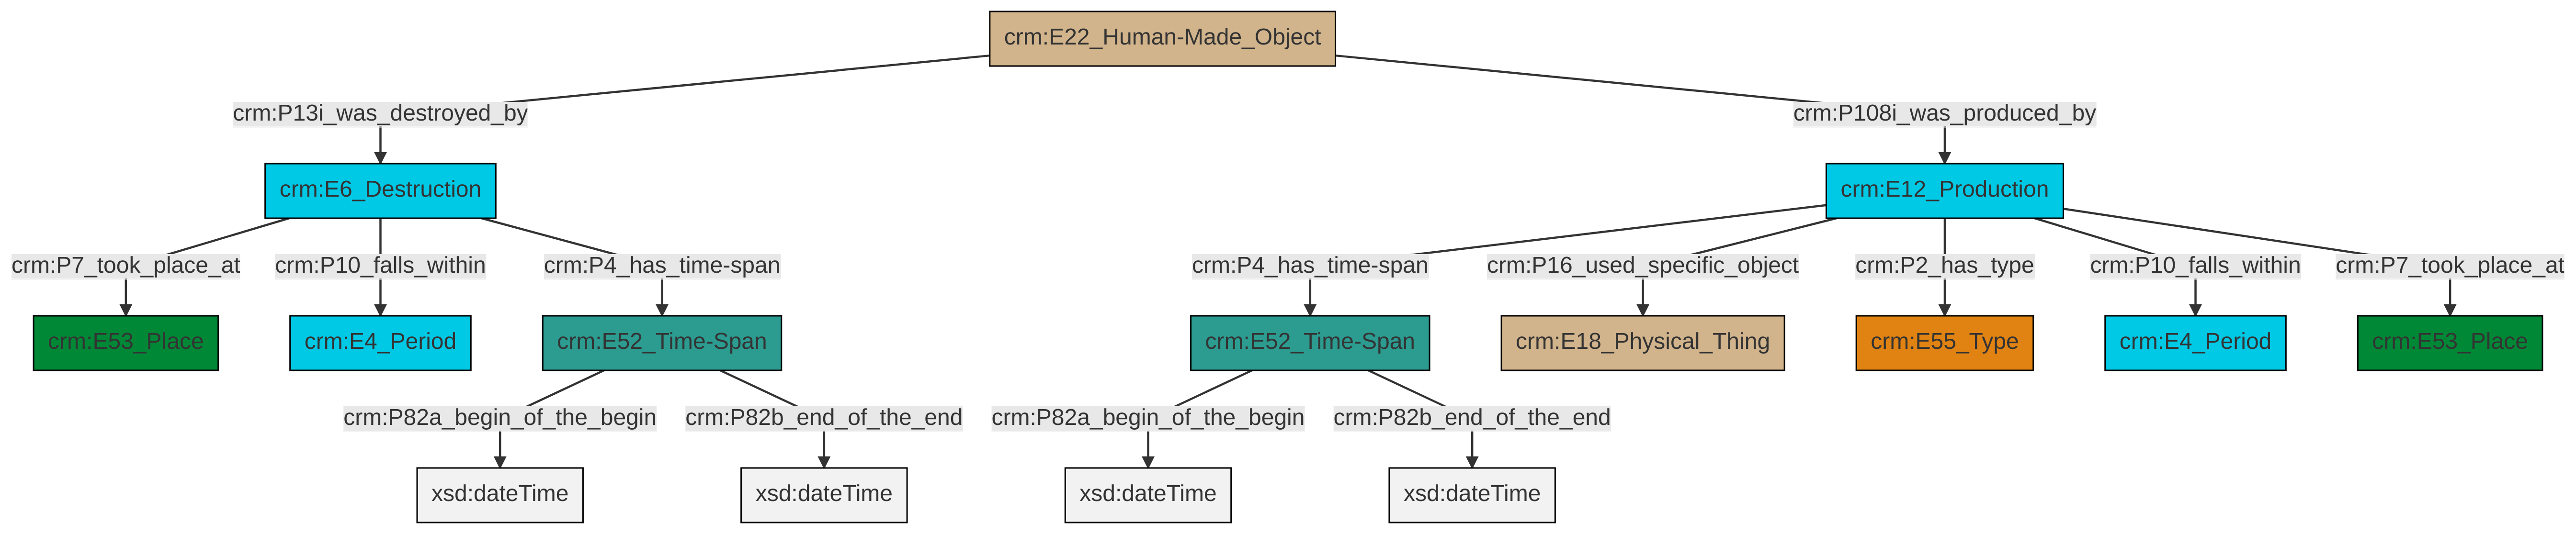 crm:E22_Human-Made_Object
crm:P13i_was_destroyed_by
crm:P108i_was_produced_by
crm:E6_Destruction
crm:E12_Production
crm:P7_took_place_at
crm:P10_falls_within
crm:P4_has_time-span
crm:P4_has_time-span
crm:P16_used_specific_object
crm:P2_has_type
crm:P10_falls_within
crm:P7_took_place_at
crm:E53_Place
crm:E4_Period
crm:E52_Time-Span
crm:E52_Time-Span
crm:E18_Physical_Thing
crm:E55_Type
crm:E4_Period
crm:E53_Place
crm:P82a_begin_of_the_begin
crm:P82b_end_of_the_end
crm:P82a_begin_of_the_begin
crm:P82b_end_of_the_end
xsd:dateTime
xsd:dateTime
xsd:dateTime
xsd:dateTime